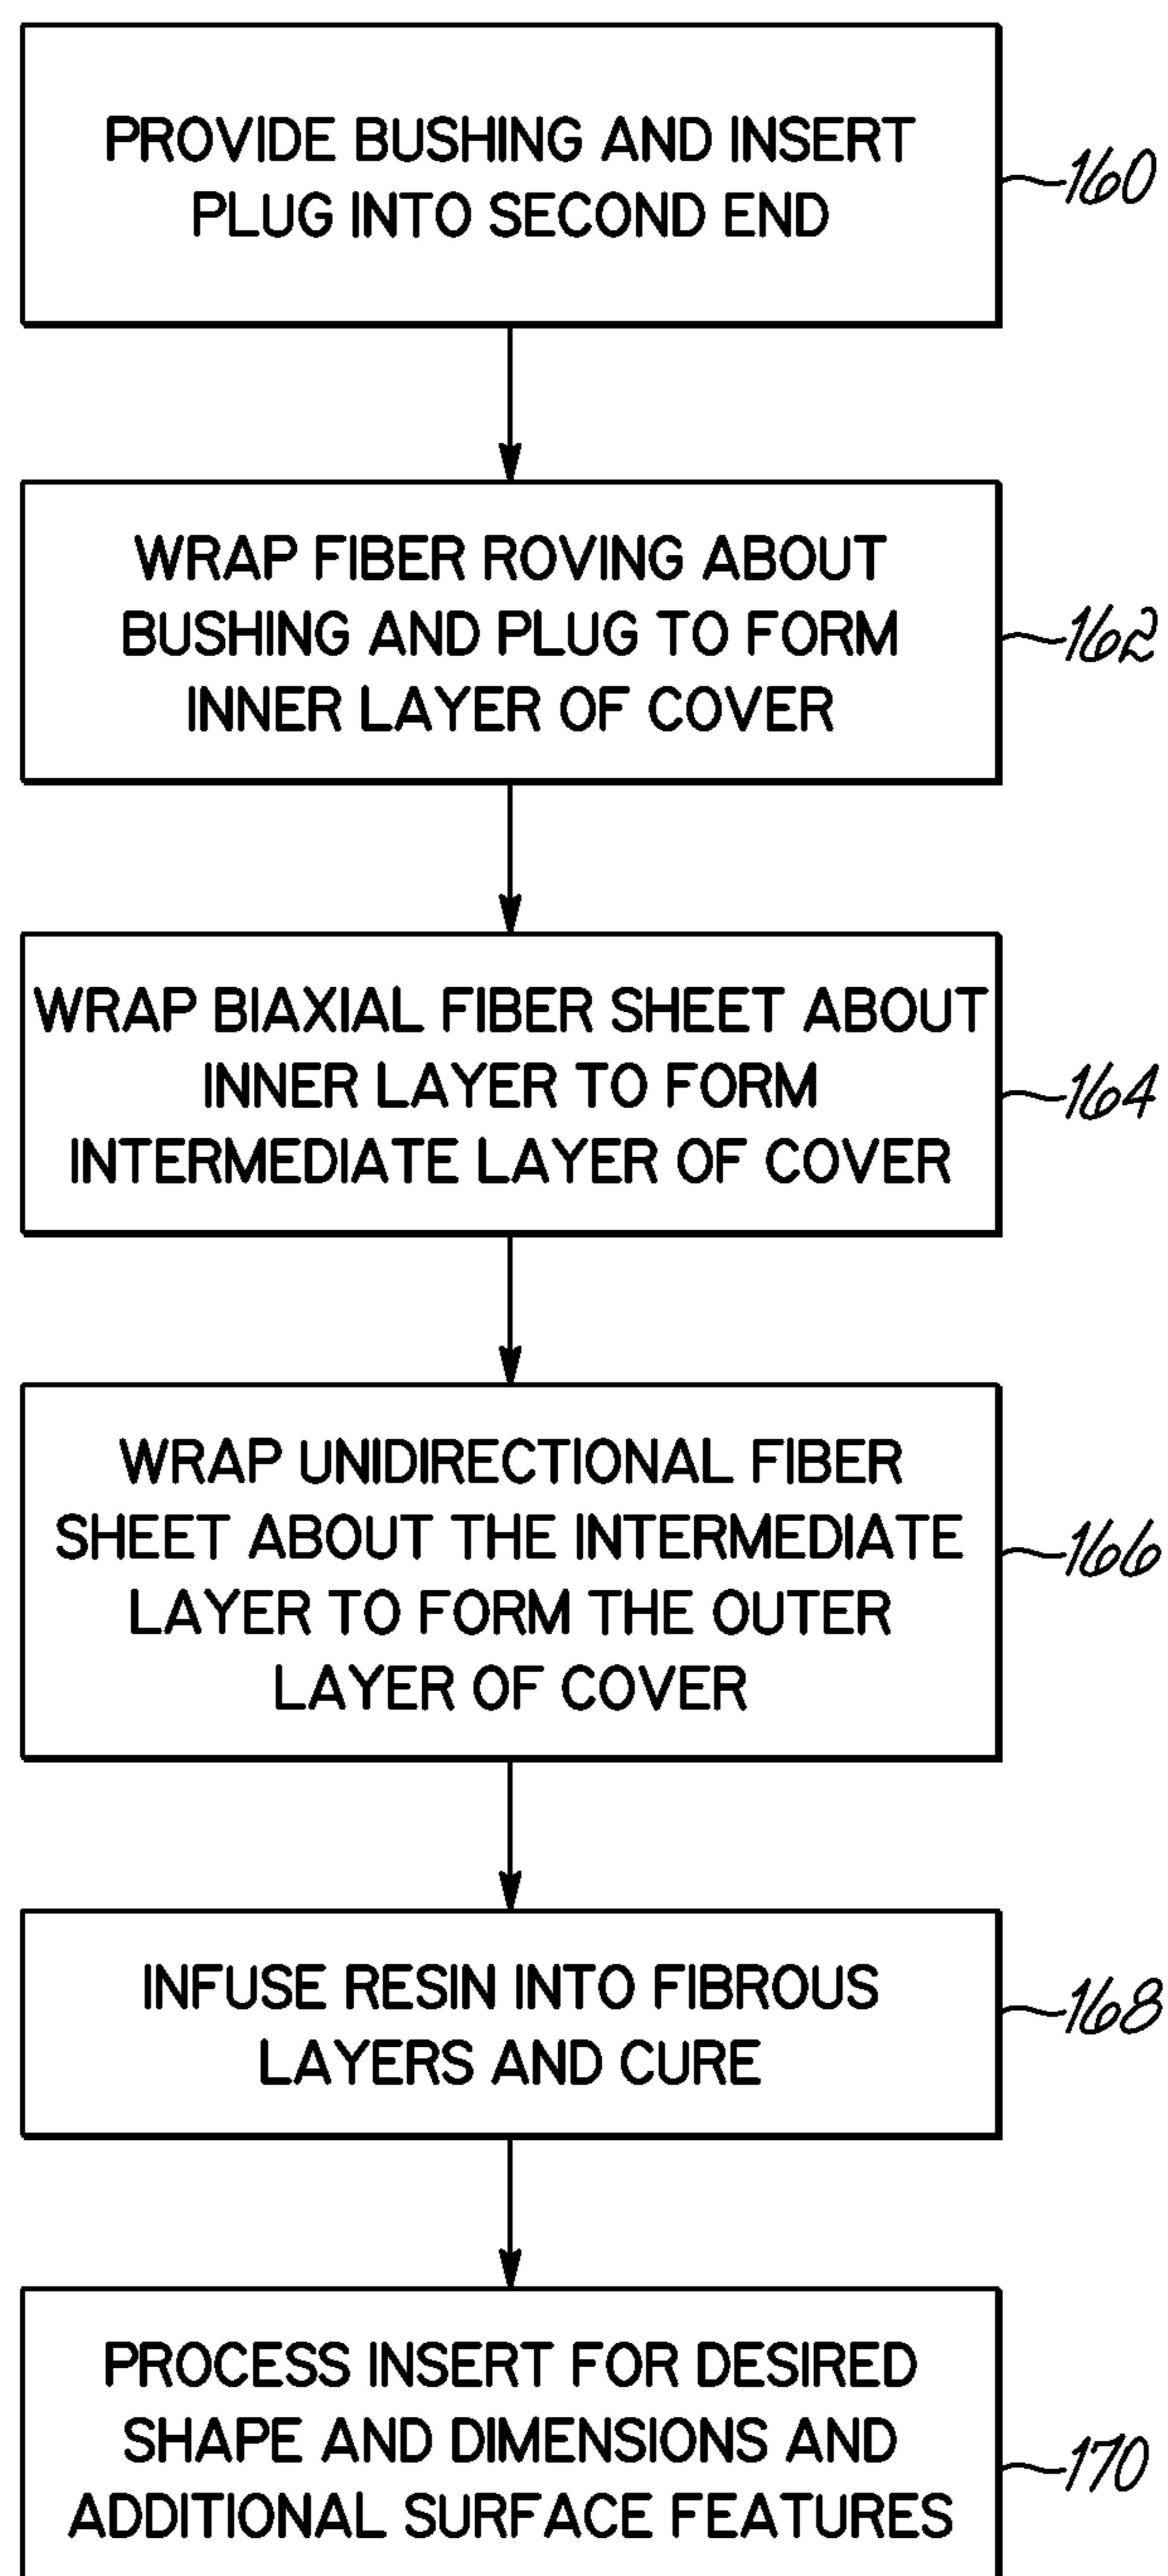 PROVIDE BUSHING AND INSERT
PLUG INTO SECOND END
160
WRAP FIBER ROVING ABOUT
BUSHING AND PLUG TO FORM
INNER LAYER OF COVER
162
WRAP BIAXIAL FIBER SHEET ABOUT
INNER LAYER TO FORM
INTERMEDIATE LAYER OF COVER
164
WRAP UNIDIRECTIONAL FIBER
SHEET ABOUT THE INTERMEDIATE
LAYER TO FORM THE OUTER
LAYER OF COVER
166
INFUSE RESIN INTO FIBROUS
LAYERS AND CURE
168
PROCESS INSERT FOR DESIRED
SHAPE AND DIMENSIONS AND
ADDITIONAL SURFACE FEATURES
170